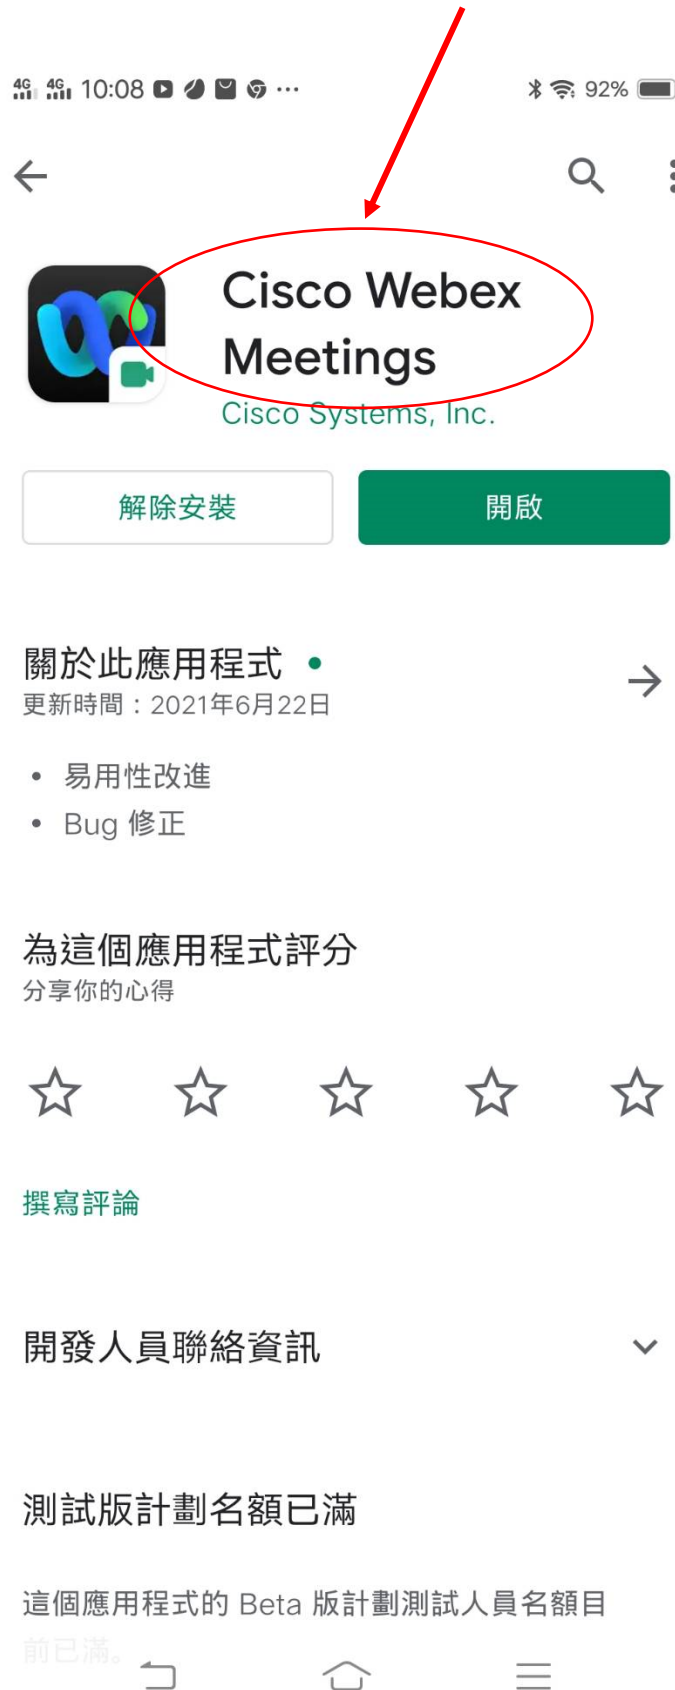 4G 4G 10:08 ... 92%
Cisco Webex
Meetings
Cisco Systems, Inc.
解除安裝
開啟
關於此應用程式 •
更新時間：2021年6月22日
• 易用性改進
• Bug 修正
為這個應用程式評分
分享你的心得
撰寫評論
開發人員聯絡資訊
測試版計劃名額已滿
這個應用程式的 Beta 版計劃測試人員名額目
前已滿。